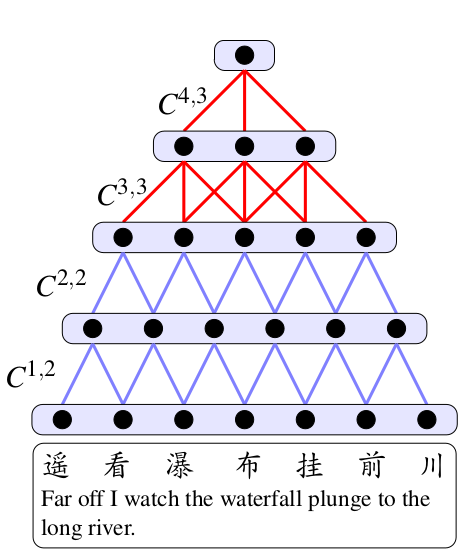 C^{4,3}
C^{3,3}
C^{2,2}
C^{1,2}
遥 看 瀑 布 挂 前 川
Far off I watch the waterfall plunge to the
long river.